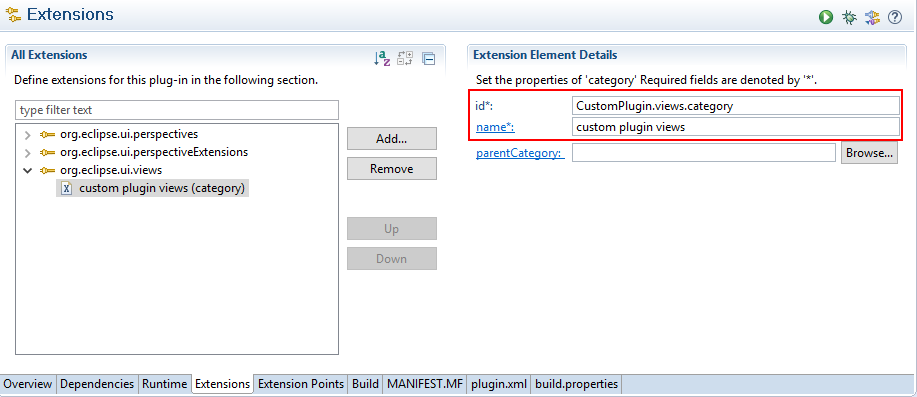 Extensions
All Extensions
Define extensions for this plug-in in the following section.
type filter text
org.eclipse.ui.perspectives
org.eclipse.ui.perspectiveExtensions
org.eclipse.ui.views
custom plugin views (category)
Add...
Remove
Up
Down
Extension Element Details
Set the properties of 'category' Required fields are denoted by '*'.
id*: CustomPlugin.views.category
name*: custom plugin views
parentCategory: Browse...
Overview Dependencies Runtime Extensions Extension Points Build MANIFEST.MF plugin.xml build.properties